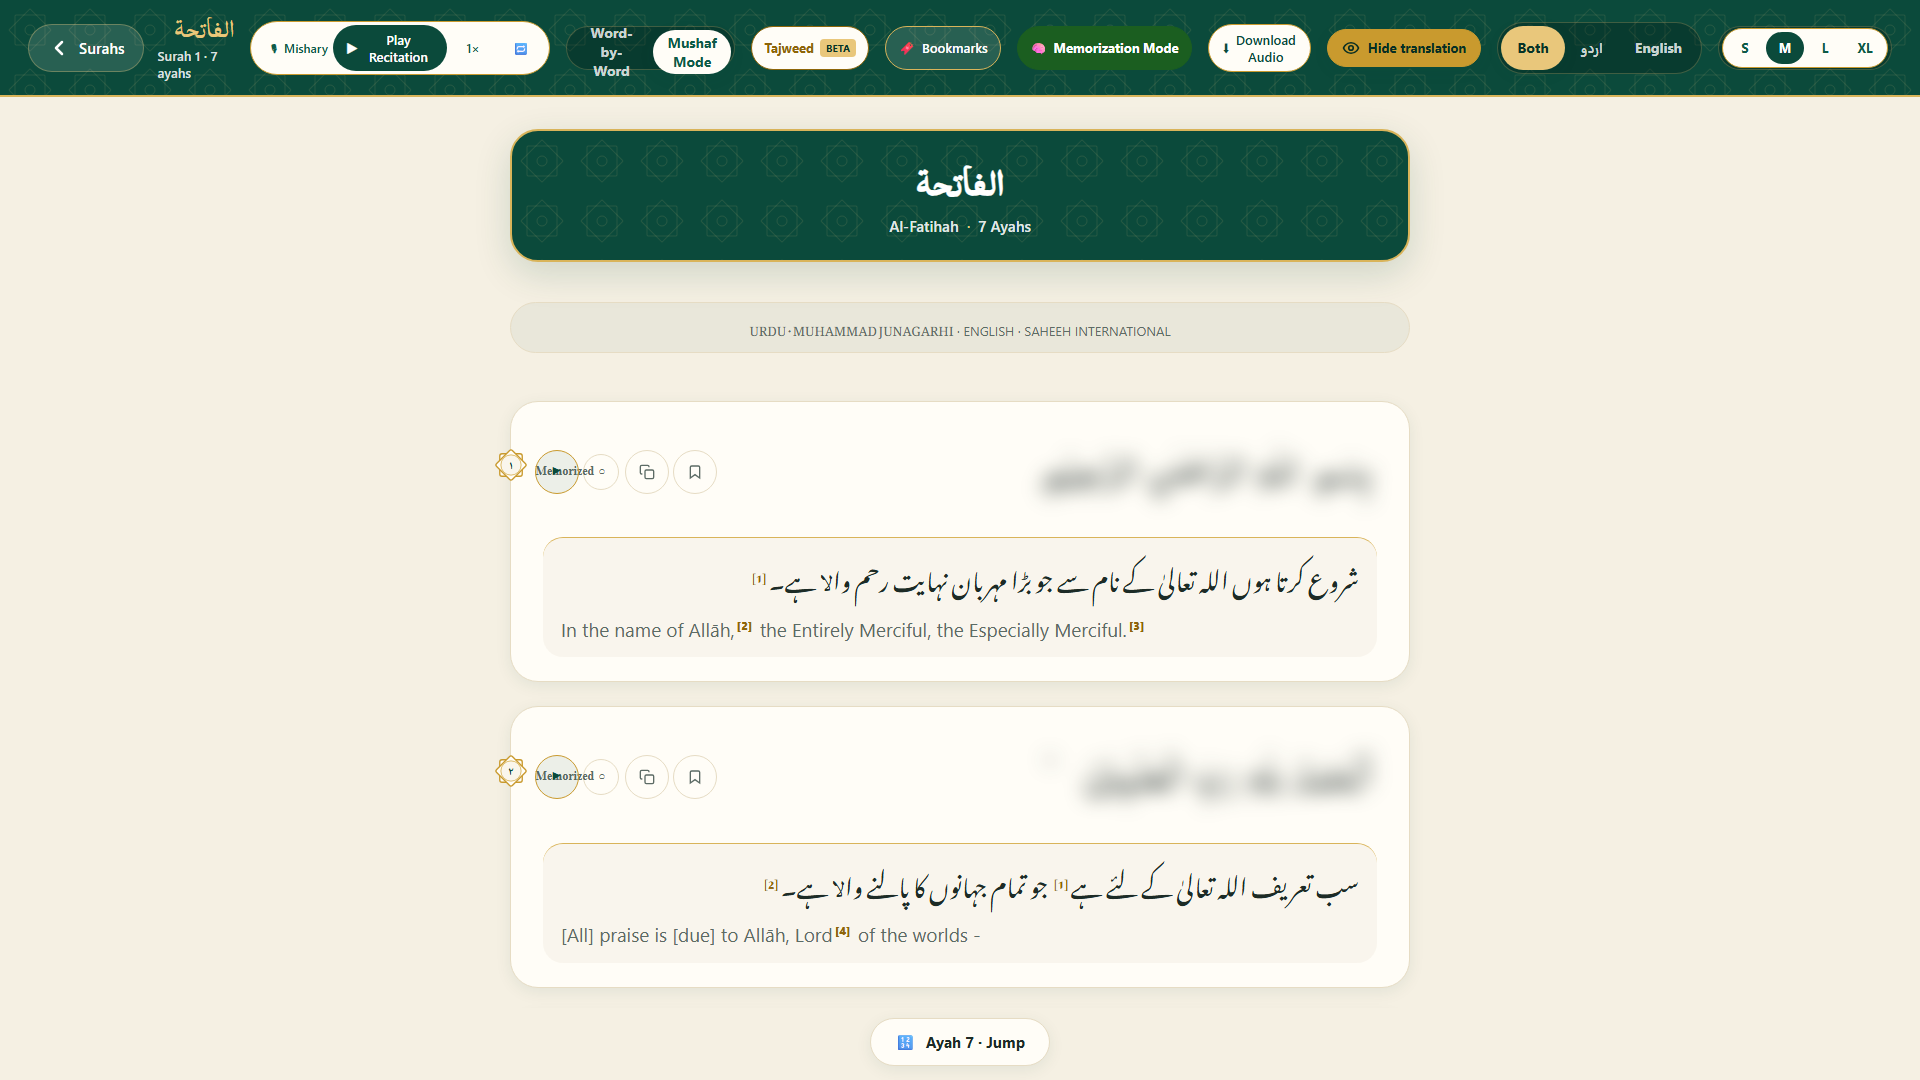 Surahs
الفاتحة
Surah 1 · 7 ayahs
Mishary
Play Recitation
1×
Word-by-Word
Mushaf Mode
Tajweed BETA
Bookmarks
Memorization Mode
Download Audio
Hide translation
Both
اردو
English
S
M
L
XL
الفاتحة
Al-Fatihah · 7 Ayahs
URDU · MUHAMMAD JUNAGARHI · ENGLISH · SAHEEH INTERNATIONAL
١
Memorized
شروع کرتا ہوں اللہ تعالیٰ کے نام سے جو بڑا مہربان نہایت رحم والا ہے۔ [1]
In the name of Allāh,[2] the Entirely Merciful, the Especially Merciful.[3]
٢
Memorized
سب تعریف اللہ تعالیٰ کے لئے ہے [1] جو تمام جہانوں کا پالنے والا ہے۔ [2]
[All] praise is [due] to Allāh, Lord[4] of the worlds -
Ayah 7 · Jump